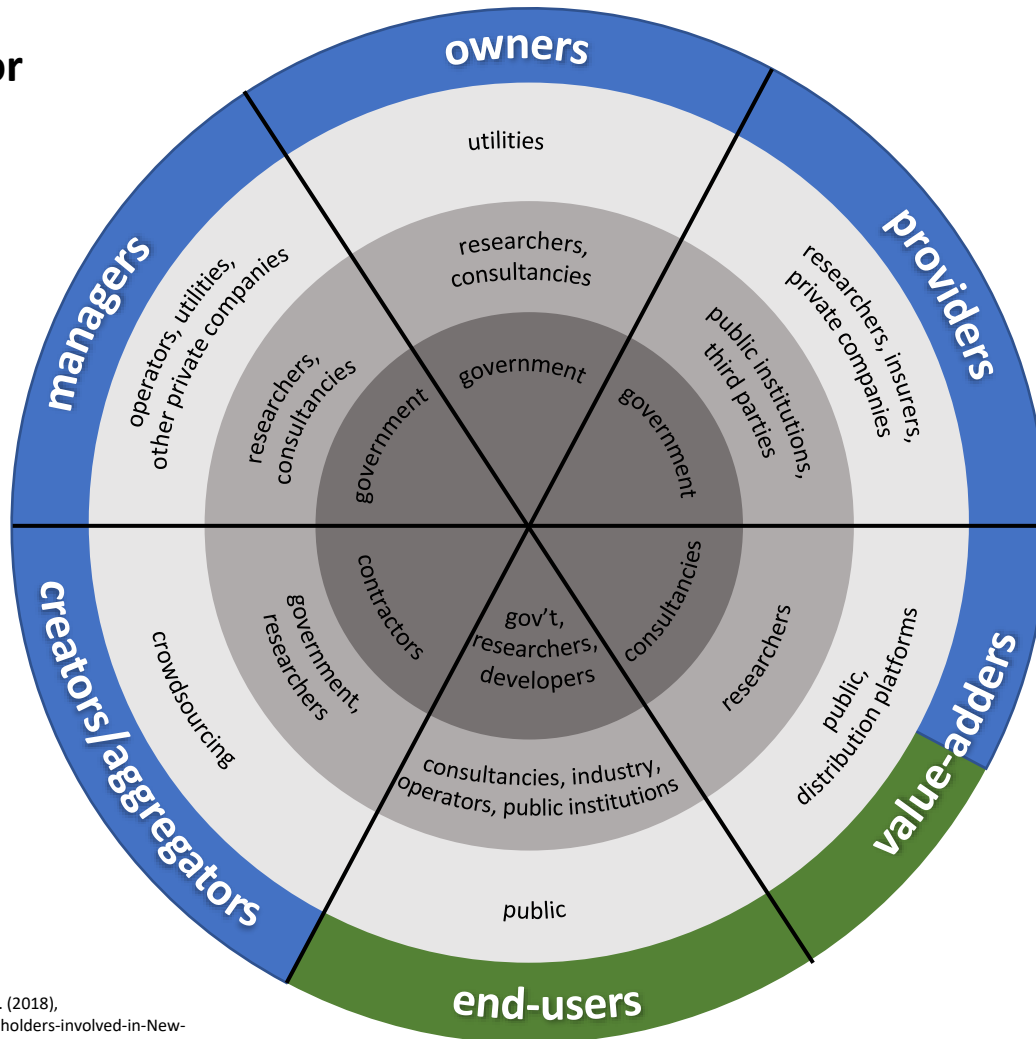 or
owners
utilities
researchers,
consultancies
government
providers
researchers, insurers,
private companies
public institutions,
third parties
government
value-adders
public,
distribution platforms
researchers
consultancies
end-users
public
consultancies, industry,
operators, public institutions
gov't,
researchers,
developers
creators/aggregators
crowdsourcing
government,
researchers
contractors
managers
operators, utilities,
other private companies
researchers,
consultancies
government
. (2018),
holders-involved-in-New-